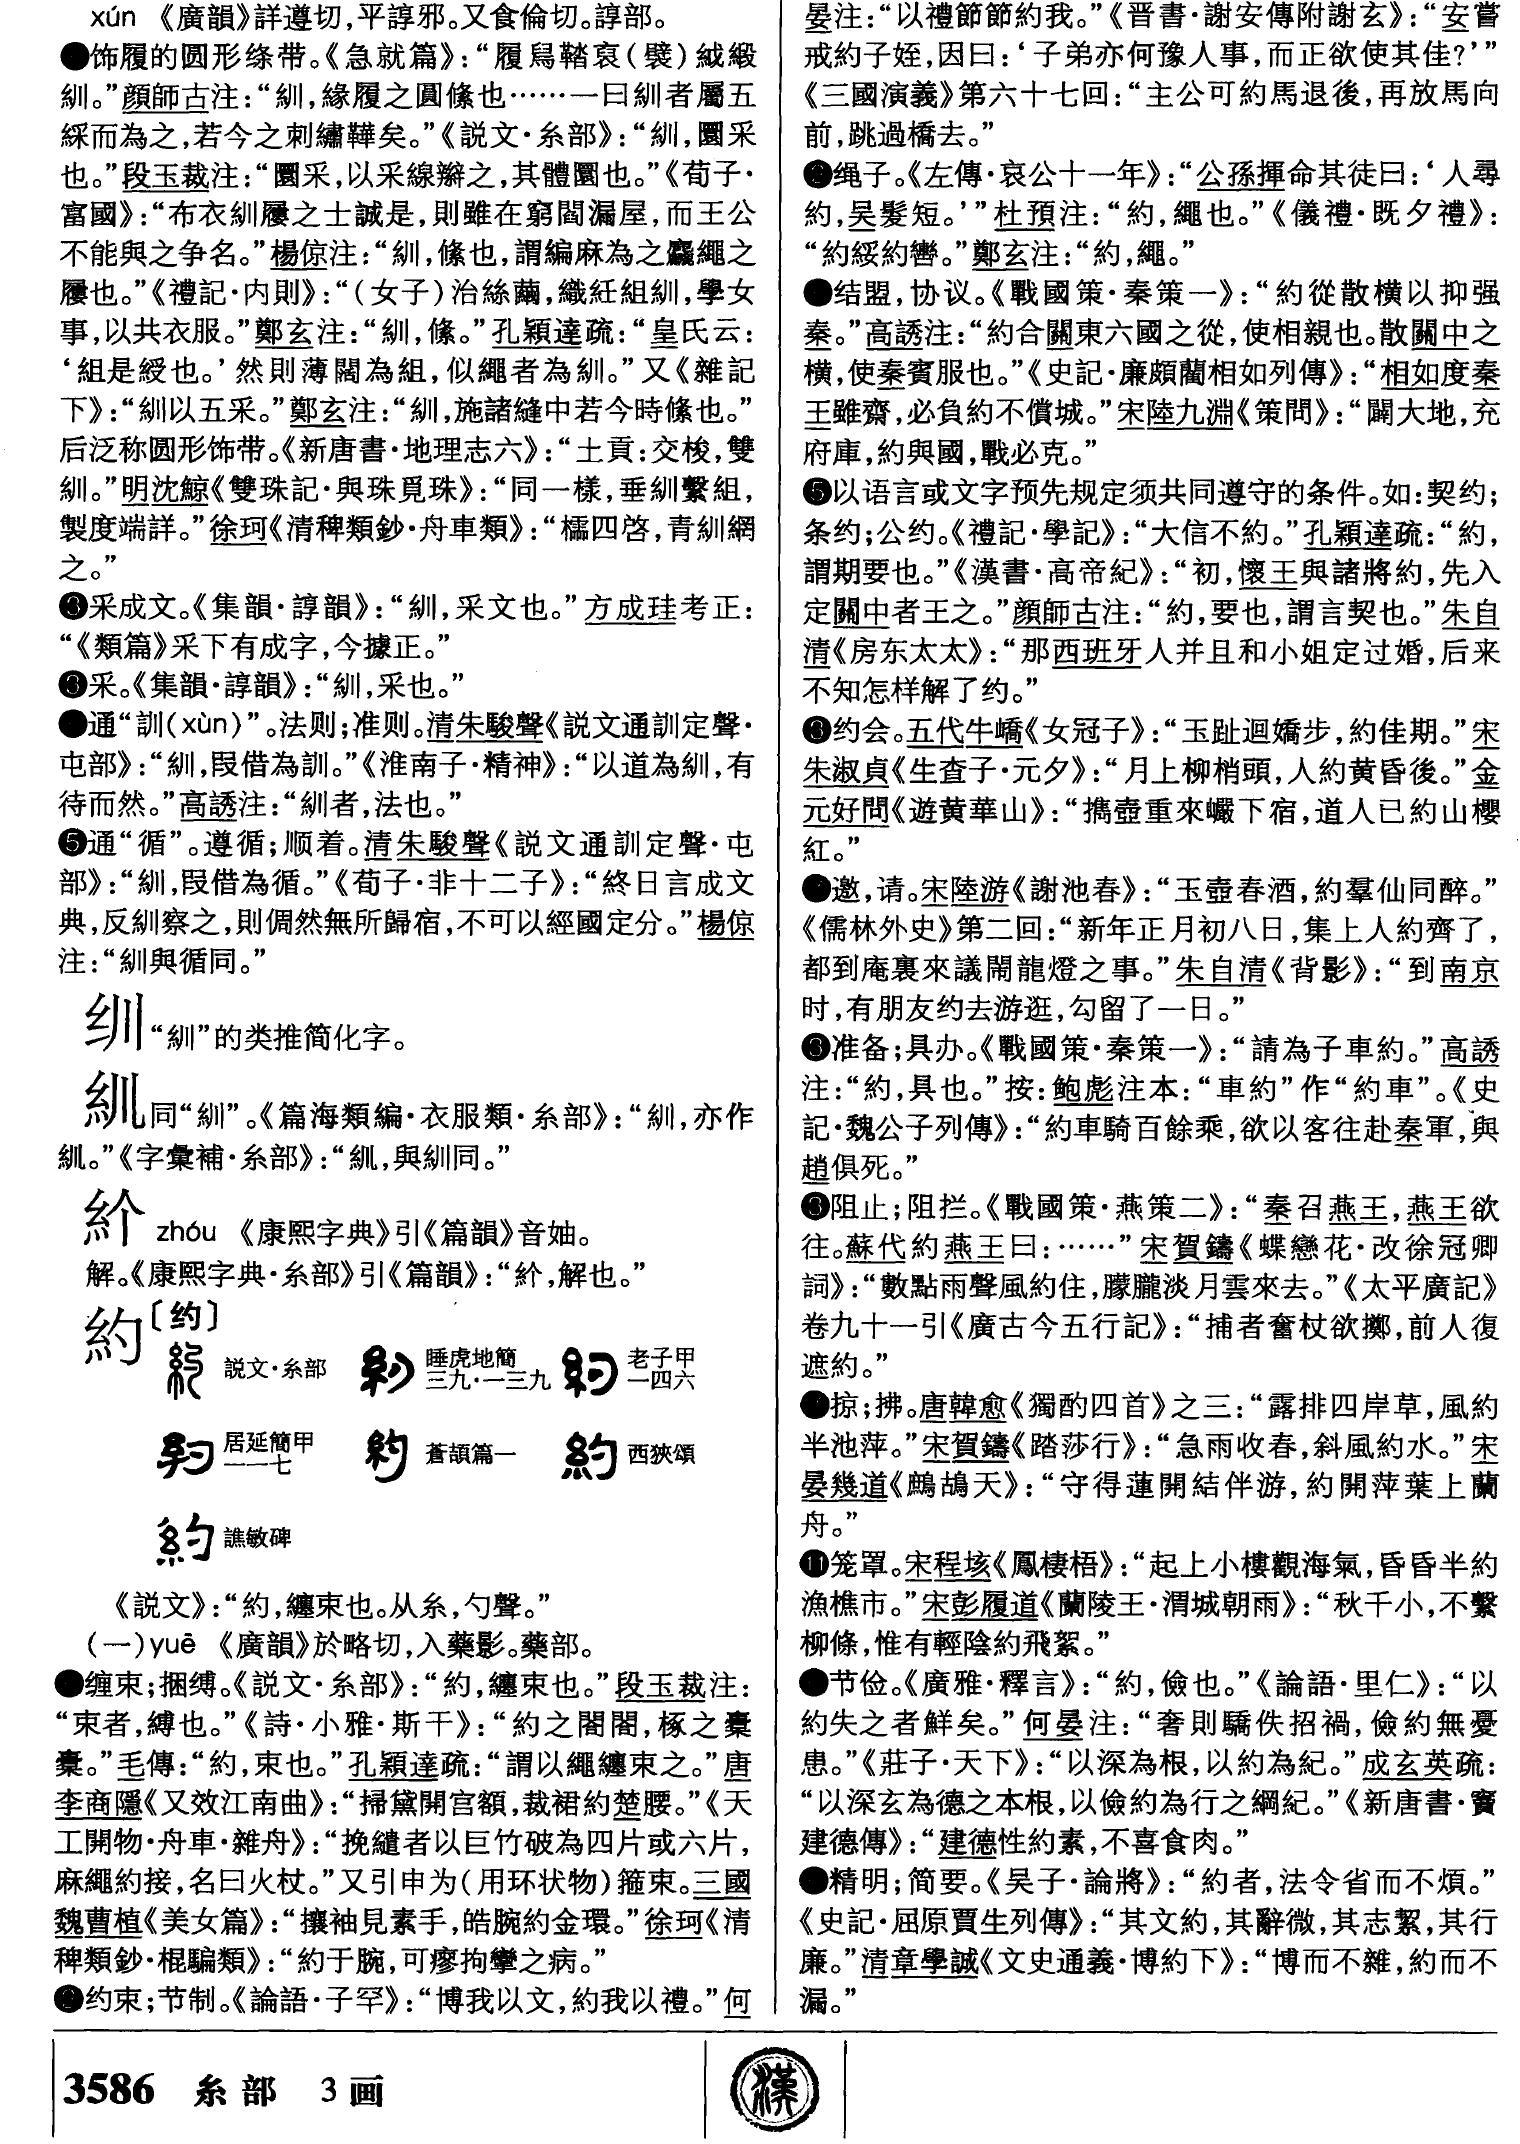 xún 《廣韻》詳遵切，平諄邪。又食倫切。諄部。
❶饰履的圆形绦带。《急就篇》：“履舄鞜裒（褧）絨緞
紃。”顔師古注：“紃，緣履之圓絛也……一曰紃者屬五
綵而為之，若今之刺繡鞾矣。”《説文·糸部》：“紃，圜采
也。”段玉裁注：“圜采，以采線辮之，其體圜也。”《荀子·
富國》：“布衣紃屨之士誠是，則雖在窮閻漏屋，而王公
不能與之争名。”楊倞注：“紃，絛也，謂編麻為之麤繩之
屨也。”《禮記·内則》：“（女子）治絲繭，織紝組紃，學女
事，以共衣服。”鄭玄注：“紃，絛。”孔穎達疏：“皇氏云：
‘組是綬也。’然則薄闊為組，似繩者為紃。”又《雜記
下》：“紃以五采。”鄭玄注：“紃，施諸縫中若今時絛也。”
后泛称圆形饰带。《新唐書·地理志六》：“土貢：交梭，雙
紃。”明沈鲸《雙珠記·與珠覓珠》：“同一樣，垂紃繫組，
製度端詳。”徐珂《清稗類鈔·舟車類》：“檽四啓，青紃網
之。”
❷采成文。《集韻·諄韻》：“紃，采文也。”方成珪考正：
“《類篇》采下有成字，今據正。”
❸采。《集韻·諄韻》：“紃，采也。”
❹通“訓（xùn）”。法则；准则。清朱駿聲《説文通訓定聲·
屯部》：“紃，叚借為訓。”《淮南子·精神》：“以道為紃，有
待而然。”高誘注：“紃者，法也。”
❺通“循”。遵循；顺着。清朱駿聲《説文通訓定聲·屯
部》：“紃，叚借為循。”《荀子·非十二子》：“終日言成文
典，反紃察之，則倜然無所歸宿，不可以經國定分。”楊倞
注：“紃與循同。”
𬘓“紃”的类推简化字。
同“紃”。《篇海類編·衣服類·糸部》：“紃，亦作
。”《字彙補·糸部》：“，與紃同。”
zhóu 《康熙字典》引《篇韻》音妯。
解。《康熙字典·糸部》引《篇韻》：“，解也。”
約〔约〕
説文·糸部 睡虎地簡三九·一三九 老子甲一四六
居延簡甲一一一七 蒼頡篇一 西狹頌
譙敏碑
《説文》：“約，纏束也。从糸，勺聲。”
（一）yuē 《廣韻》於略切，入藥影。藥部。
❶缠束；捆缚。《説文·糸部》：“約，纏束也。”段玉裁注：
“束者，縛也。”《詩·小雅·斯干》：“約之閣閣，椓之橐
橐。”毛傳：“約，束也。”孔穎達疏：“謂以繩纏束之。”唐
李商隱《又效江南曲》：“掃黛開宫額，裁裙約楚腰。”《天
工開物·舟車·雜舟》：“挽繾者以巨竹破為四片或六片，
麻繩約接，名曰火杖。”又引申为（用环状物）箍束。三國
魏曹植《美女篇》：“攘袖見素手，皓腕約金環。”徐珂《清
稗類鈔·棍騙類》：“約于腕，可瘳拘攣之病。”
❷约束；节制。《論語·子罕》：“博我以文，約我以禮。”何
晏注：“以禮節節約我。”《晋書·謝安傳附謝玄》：“安嘗
戒約子姪，因曰：‘子弟亦何豫人事，而正欲使其佳？’”
《三國演義》第六十七回：“主公可約馬退後，再放馬向
前，跳過橋去。”
❸绳子。《左傳·哀公十一年》：“公孫揮命其徒曰：‘人尋
約，吴髮短。’”杜預注：“約，繩也。”《儀禮·既夕禮》：
“約綏約轡。”鄭玄注：“約，繩。”
❹结盟，协议。《戰國策·秦策一》：“約從散横以抑强
秦。”高誘注：“約合關東六國之從，使相親也。散關中之
横，使秦賓服也。”《史記·廉頗藺相如列傳》：“相如度秦
王雖齋，必負約不償城。”宋陸九淵《策問》：“闢大地，充
府庫，約與國，戰必克。”
❺以语言或文字预先规定须共同遵守的条件。如：契约；
条约；公约。《禮記·學記》：“大信不約。”孔穎達疏：“約，
謂期要也。”《漢書·高帝紀》：“初，懷王與諸將約，先入
定關中者王之。”顔師古注：“約，要也，謂言契也。”朱自
清《房东太太》：“那西班牙人并且和小姐定过婚，后来
不知怎样解了约。”
❻约会。五代牛嶠《女冠子》：“玉趾迴嬌步，約佳期。”宋
朱淑貞《生查子·元夕》：“月上柳梢頭，人約黄昏後。”金
元好問《遊黄華山》：“擕壺重來巘下宿，道人已約山櫻
紅。”
❼邀，请。宋陸游《謝池春》：“玉壺春酒，約羣仙同醉。”
《儒林外史》第二回：“新年正月初八日，集上人約齊了，
都到庵裏來議鬧龍燈之事。”朱自清《背影》：“到南京
时，有朋友约去游逛，勾留了一日。”
❽准备；具办。《戰國策·秦策一》：“請為子車約。”高誘
注：“約，具也。”按：鲍彪注本：“車約”作“約車”。《史
記·魏公子列傳》：“約車騎百餘乘，欲以客往赴秦軍，與
趙俱死。”
❾阻止；阻拦。《戰國策·燕策二》：“秦召燕王，燕王欲
往。蘇代約燕王曰：……”宋賀鑄《蝶戀花·改徐冠卿
詞》：“數點雨聲風約住，朦朧淡月雲來去。”《太平廣記》
卷九十一引《廣古今五行記》：“捕者奮杖欲擲，前人復
遮約。”
❿掠；拂。唐韓愈《獨酌四首》之三：“露排四岸草，風約
半池萍。”宋賀鑄《踏莎行》：“急雨收春，斜風約水。”宋
晏幾道《鷓鴣天》：“守得蓮開結伴游，約開萍葉上蘭
舟。”
⓫笼罩。宋程垓《鳳棲梧》：“起上小樓觀海氣，昏昏半約
漁樵市。”宋彭履道《蘭陵王·渭城朝雨》：“秋千小，不繫
柳條，惟有輕陰約飛絮。”
⓬节俭。《廣雅·釋言》：“約，儉也。”《論語·里仁》：“以
約失之者鮮矣。”何晏注：“奢則驕佚招禍，儉約無憂
患。”《莊子·天下》：“以深為根，以約為紀。”成玄英疏：
“以深玄為德之本根，以儉約為行之綱紀。”《新唐書·竇
建德傳》：“建德性約素，不喜食肉。”
⓭精明；简要。《吴子·論將》：“約者，法令省而不煩。”
《史記·屈原賈生列傳》：“其文約，其辭微，其志絜，其行
廉。”清章學誠《文史通義·博約下》：“博而不雜，約而不
漏。”
3586 糸部 3画
漢